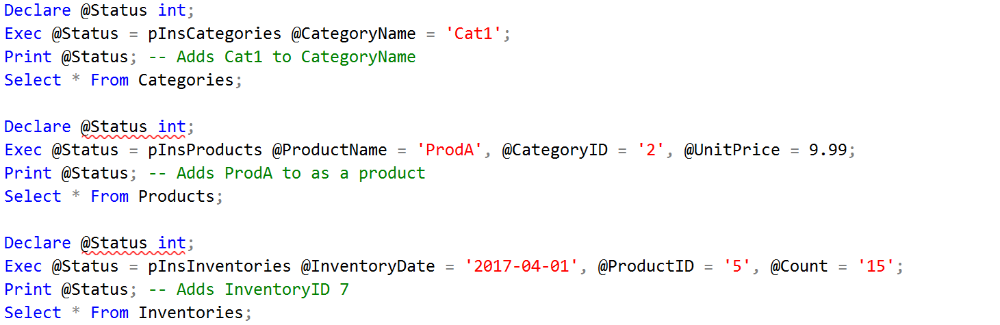 Declare @Status int;
Exec @Status = pInsCategories @CategoryName = 'Cat1';
Print @Status; -- Adds Cat1 to CategoryName
Select * From Categories;
Declare @Status int;
Exec @Status = pInsProducts @ProductName = 'ProdA', @CategoryID = '2', @UnitPrice = 9.99;
Print @Status; -- Adds ProdA to as a product
Select * From Products;
Declare @Status int;
Exec @Status = pInsInventories @InventoryDate = '2017-04-01', @ProductID = '5', @Count = '15';
Print @Status; -- Adds InventoryID 7
Select * From Inventories;